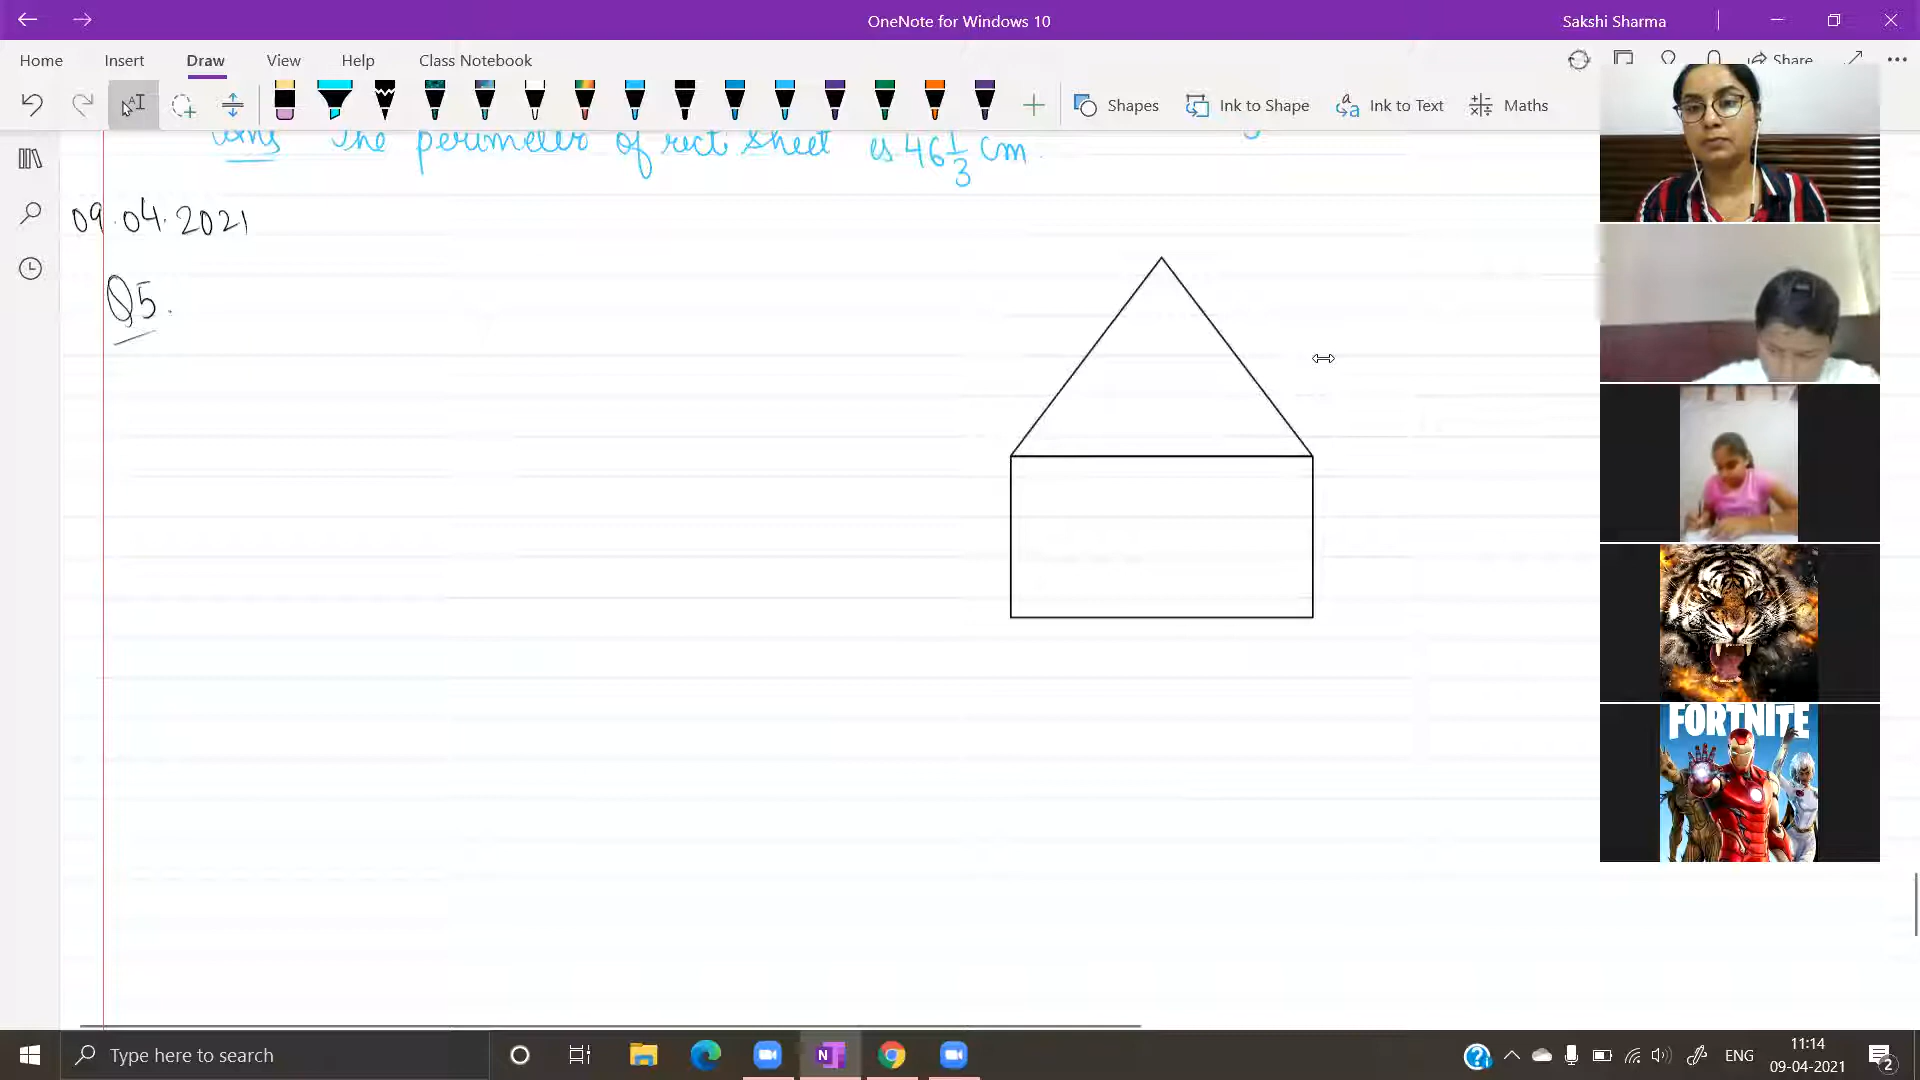 OneNote for Windows 10
Sakshi Sharma
Home Insert Draw View Help Class Notebook
Share
Shapes Ink to Shape Ink to Text Maths
Ans The perimeter of rect. sheet is 46 1/3 cm.
09.04.2021
Q5.
FORTNITE
Type here to search
ENG
11:14
09-04-2021
2